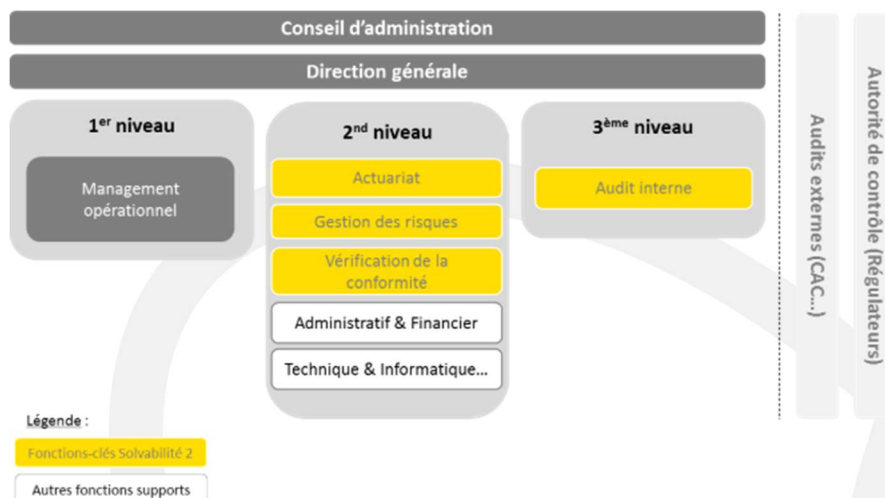 Conseil d’administration
Direction générale
1er niveau
Management
opérationnel
2nd niveau
Actuariat
Gestion des risques
Vérification de la
conformité
Administratif & Financier
Technique & Informatique...
3ème niveau
Audit interne
Audits externes (CAC...)
Autorité de contrôle (Régulateurs)
Légende :
Fonctions-clés Solvabilité 2
Autres fonctions supports